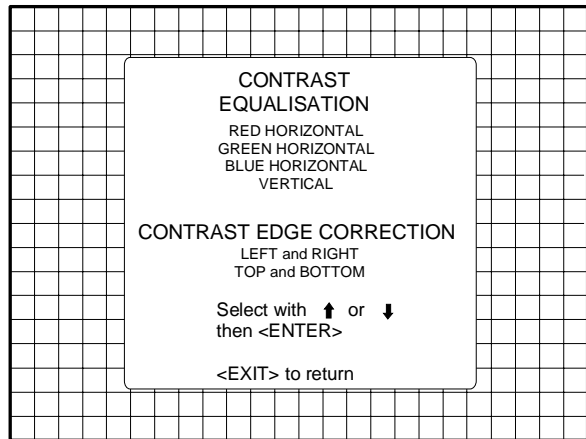 CONTRAST
EQUALISATION
RED HORIZONTAL
GREEN HORIZONTAL
BLUE HORIZONTAL
VERTICAL
CONTRAST EDGE CORRECTION
LEFT and RIGHT
TOP and BOTTOM
Select with ⬆ or ⬇
then <ENTER>
<EXIT> to return